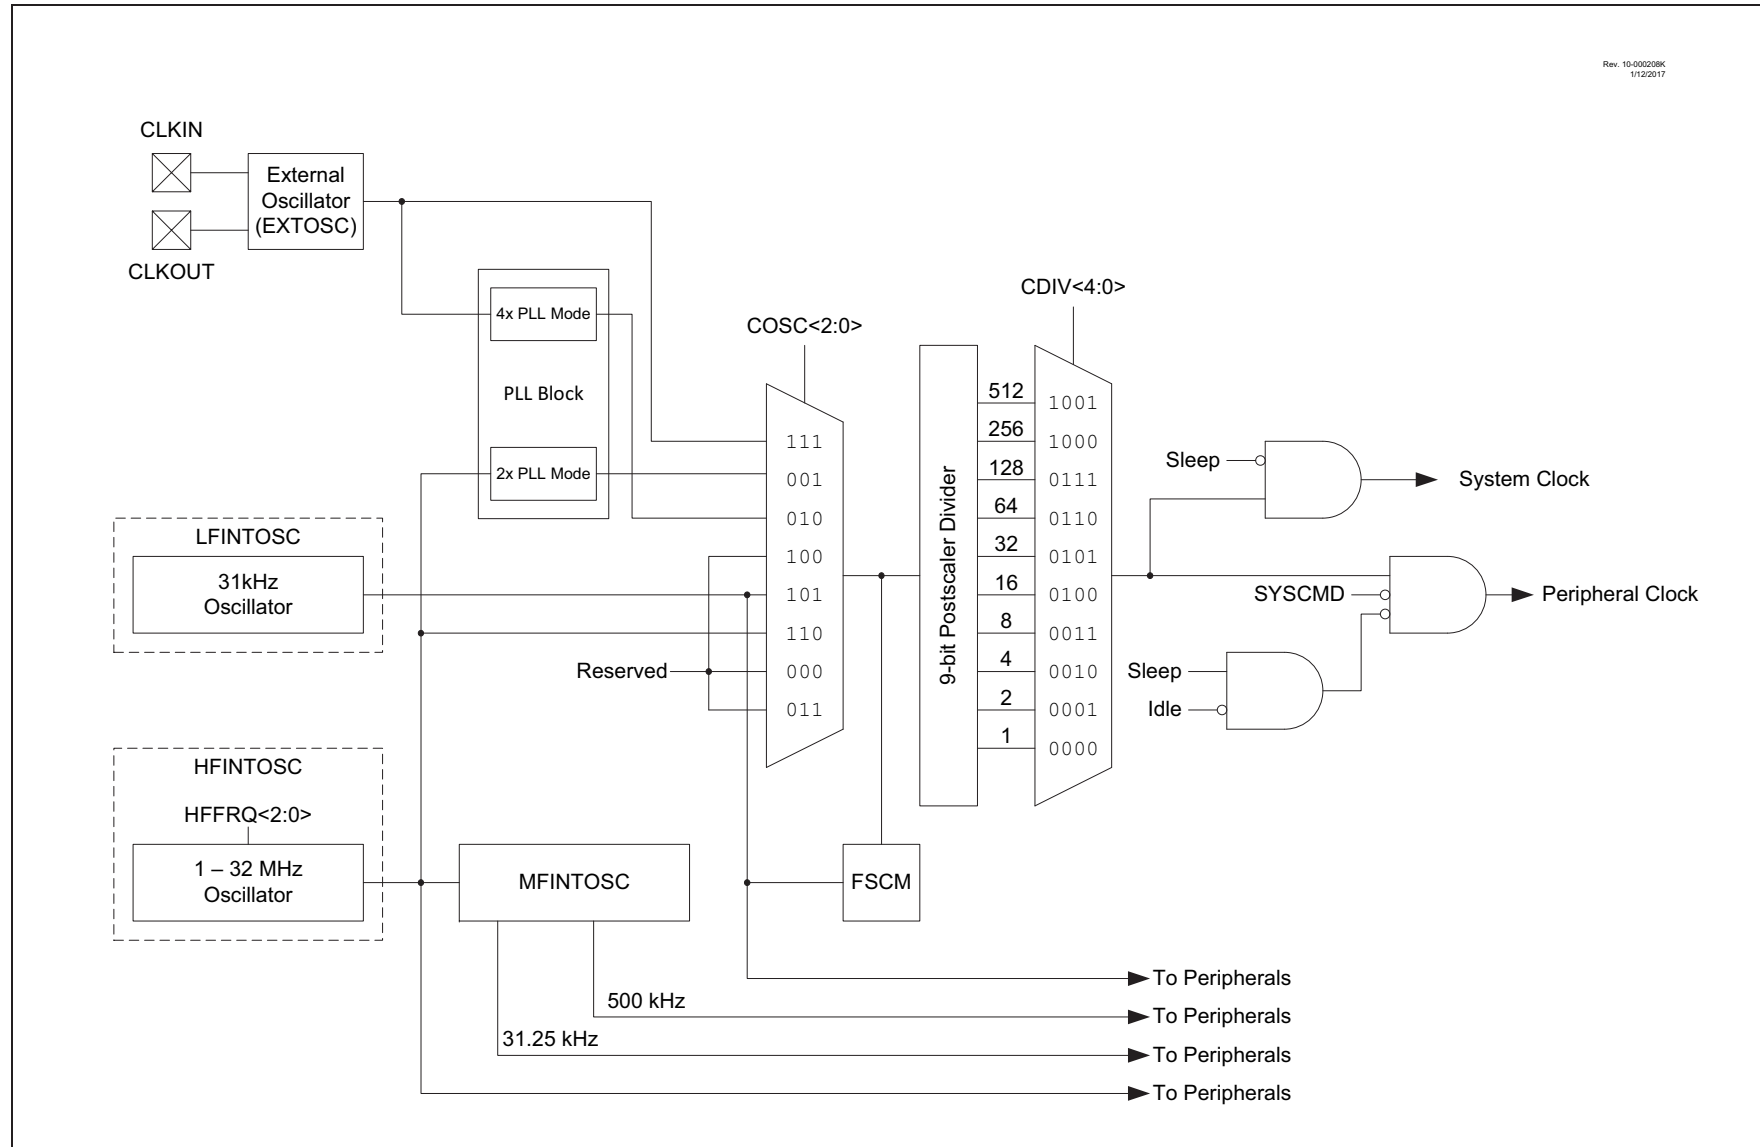 Rev. 10-000208K
1/12/2017
CLKIN
External
Oscillator
(EXTOSC)
CLKOUT
4x PLL Mode
PLL Block
2x PLL Mode
COSC<2:0>
111
001
010
100
101
110
000
011
Reserved
LFINTOSC
31kHz
Oscillator
HFINTOSC
HFFRQ<2:0>
1 – 32 MHz
Oscillator
MFINTOSC
FSCM
9-bit Postscaler Divider
CDIV<4:0>
512 1001
256 1000
128 0111
64 0110
32 0101
16 0100
8 0011
4 0010
2 0001
1 0000
Sleep
System Clock
SYSCMD
Peripheral Clock
Sleep
Idle
To Peripherals
500 kHz
To Peripherals
31.25 kHz
To Peripherals
To Peripherals